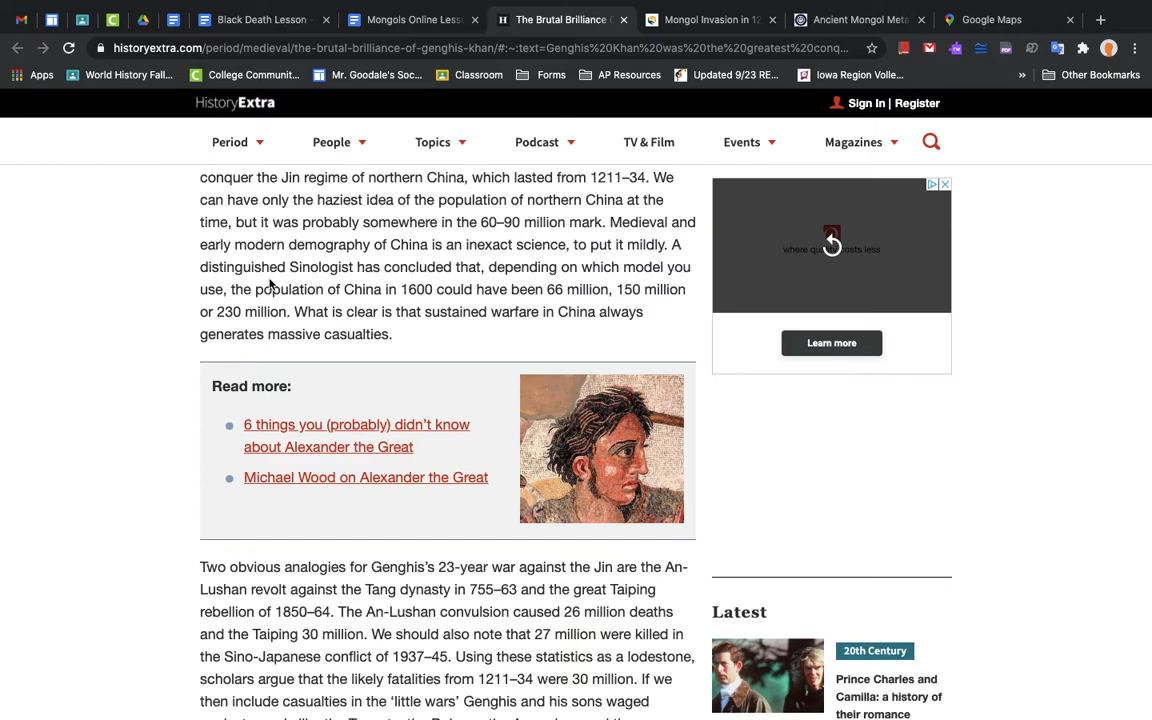 Black Death Lesson -
Mongols Online Less
The Brutal Brilliance
Mongol Invasion in 12
Ancient Mongol Meta
Google Maps
historyextra.com/period/medieval/the-brutal-brilliance-of-genghis-khan/#:~:text=Genghis%20Khan%20was%20the%20greatest%20conq...
Apps
World History Fall...
College Communit...
Mr. Goodale's Soc...
Classroom
Forms
AP Resources
Updated 9/23 RE...
Iowa Region Volle...
»
Other Bookmarks
HistoryExtra
Sign In | Register
Period
People
Topics
Podcast
TV & Film
Events
Magazines
conquer the Jin regime of northern China, which lasted from 1211–34. We
can have only the haziest idea of the population of northern China at the
time, but it was probably somewhere in the 60–90 million mark. Medieval and
early modern demography of China is an inexact science, to put it mildly. A
distinguished Sinologist has concluded that, depending on which model you
use, the population of China in 1600 could have been 66 million, 150 million
or 230 million. What is clear is that sustained warfare in China always
generates massive casualties.
where quality costs less
Learn more
Read more:
6 things you (probably) didn't know
about Alexander the Great
Michael Wood on Alexander the Great
Two obvious analogies for Genghis's 23-year war against the Jin are the An-
Lushan revolt against the Tang dynasty in 755–63 and the great Taiping
rebellion of 1850–64. The An-Lushan convulsion caused 26 million deaths
and the Taiping 30 million. We should also note that 27 million were killed in
the Sino-Japanese conflict of 1937–45. Using these statistics as a lodestone,
scholars argue that the likely fatalities from 1211–34 were 30 million. If we
then include casualties in the 'little wars' Genghis and his sons waged
Latest
20th Century
Prince Charles and
Camilla: a history of
their romance